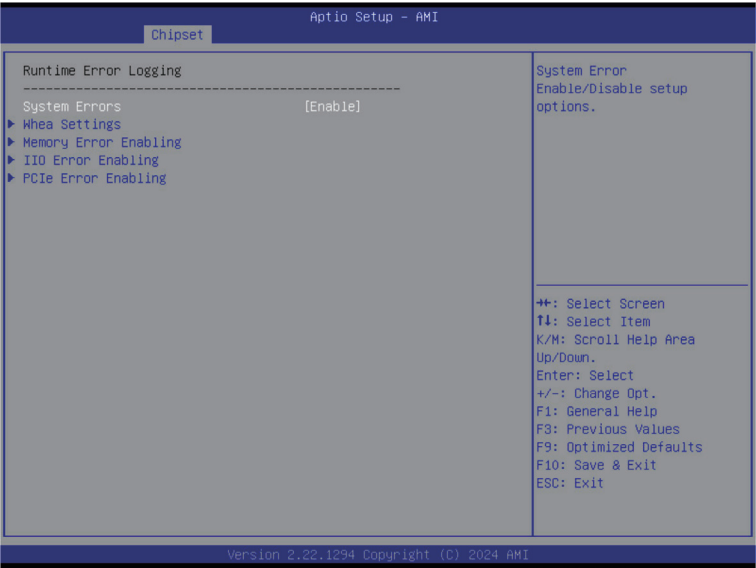 Aptio Setup – AMI
Chipset
Runtime Error Logging
--------------------------------------------------
System Errors [Enable]
Whea Settings
Memory Error Enabling
IIO Error Enabling
PCIe Error Enabling
System Error
Enable/Disable setup
options.
→←: Select Screen
↑↓: Select Item
K/M: Scroll Help Area
Up/Down.
Enter: Select
+/-: Change Opt.
F1: General Help
F3: Previous Values
F9: Optimized Defaults
F10: Save & Exit
ESC: Exit
Version 2.22.1294 Copyright (C) 2024 AMI